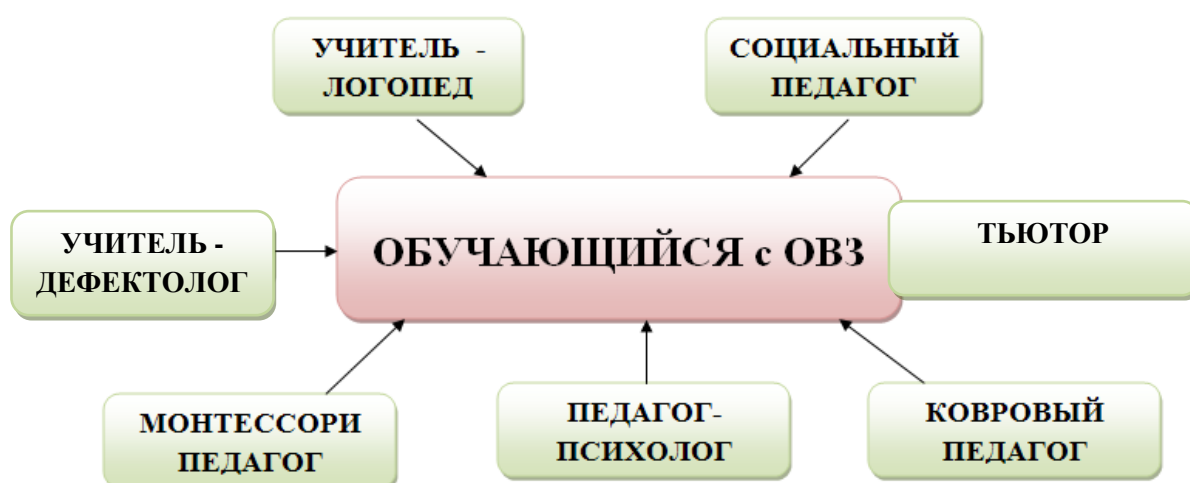 УЧИТЕЛЬ -
ЛОГОПЕД
СОЦИАЛЬНЫЙ
ПЕДАГОГ
УЧИТЕЛЬ -
ДЕФЕКТОЛОГ
ОБУЧАЮЩИЙСЯ с ОВЗ
ТЬЮТОР
МОНТЕССОРИ
ПЕДАГОГ
ПЕДАГОГ-
ПСИХОЛОГ
КОВРОВЫЙ
ПЕДАГОГ